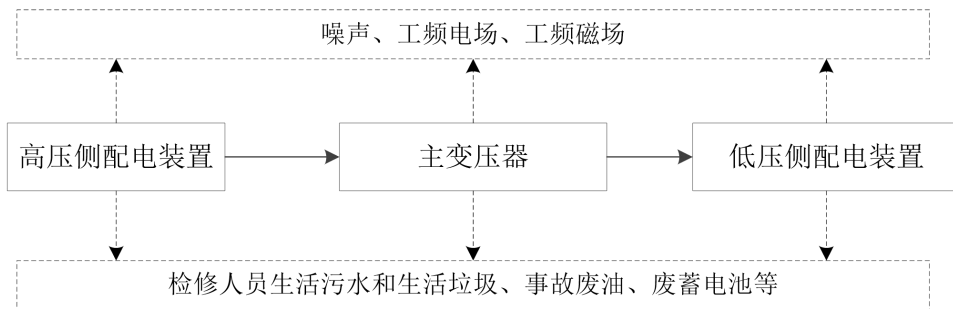 噪声、工频电场、工频磁场
高压侧配电装置
主变压器
低压侧配电装置
检修人员生活污水和生活垃圾、事故废油、废蓄电池等